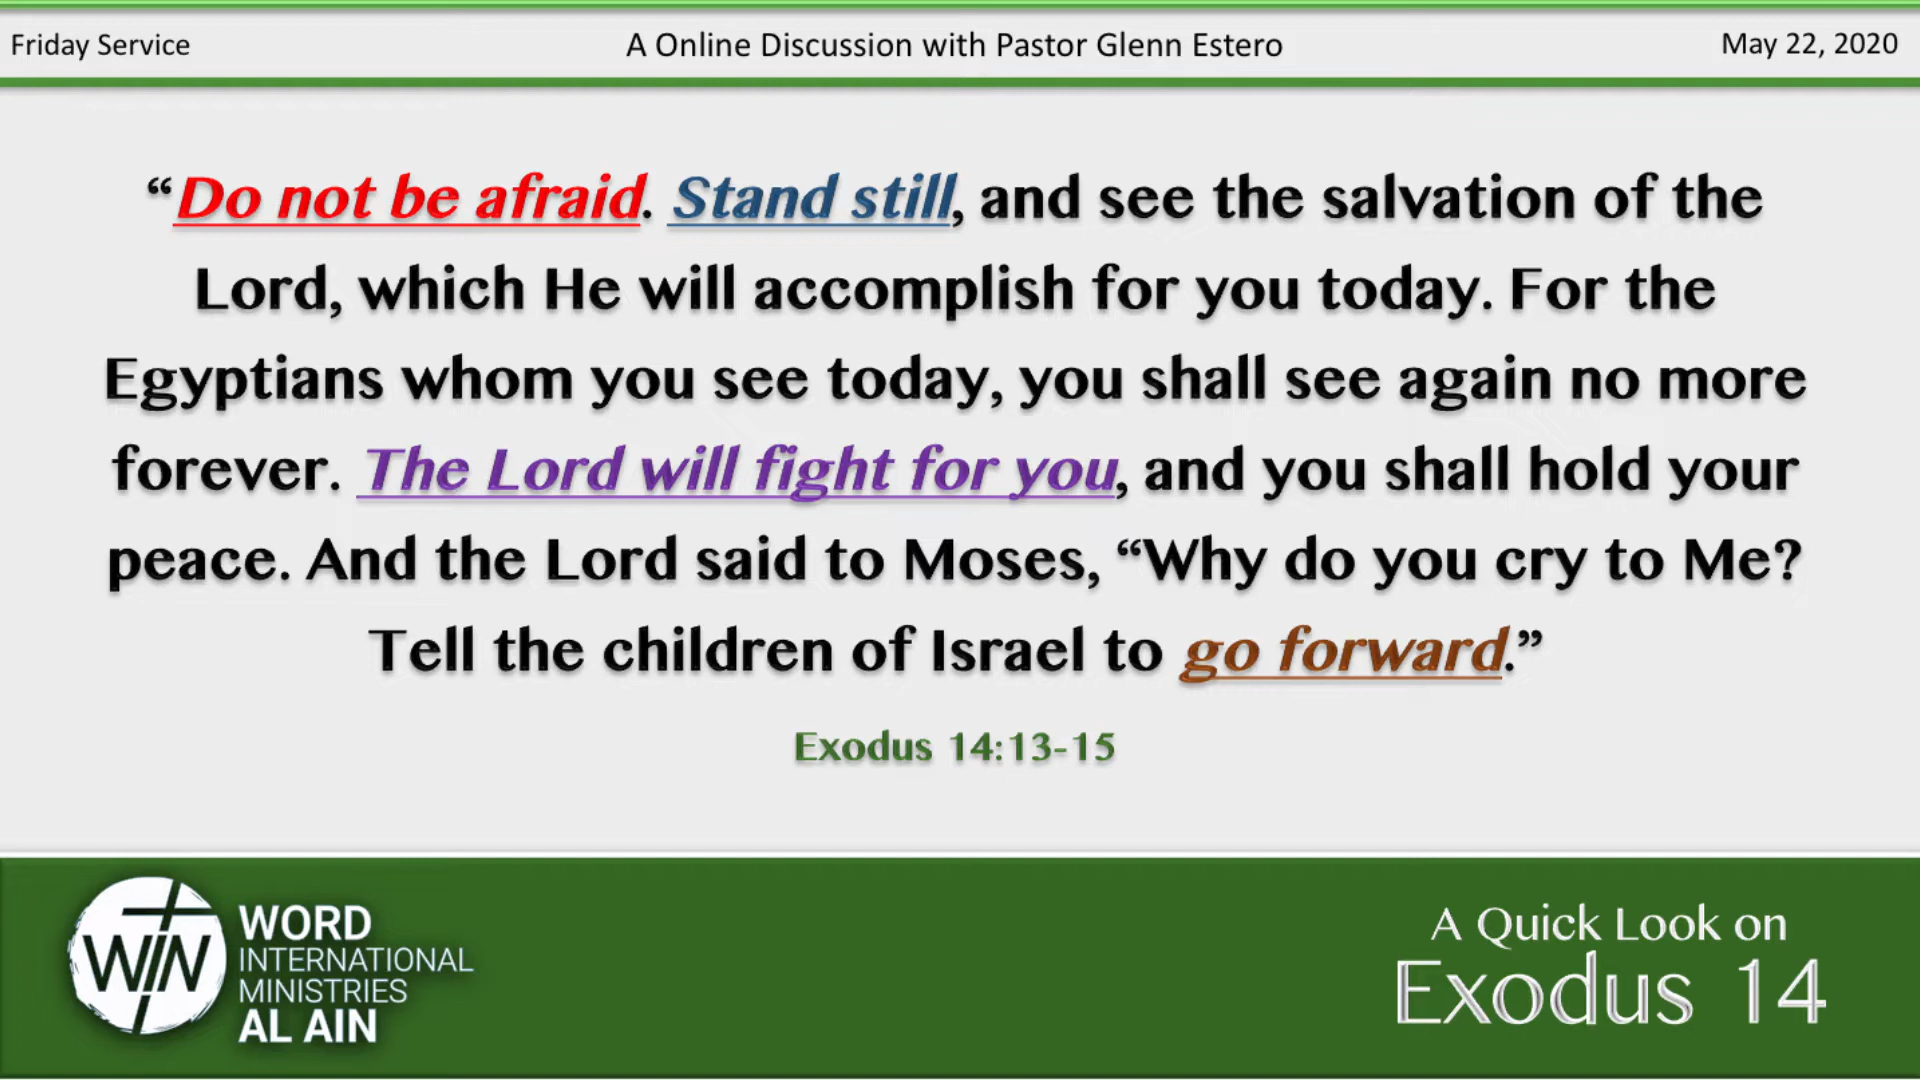 Friday Service
A Online Discussion with Pastor Glenn Estero
May 22, 2020
“Do not be afraid. Stand still, and see the salvation of the
Lord, which He will accomplish for you today. For the
Egyptians whom you see today, you shall see again no more
forever. The Lord will fight for you, and you shall hold your
peace. And the Lord said to Moses, “Why do you cry to Me?
Tell the children of Israel to go forward.”
Exodus 14:13-15
WIN
WORD
INTERNATIONAL
MINISTRIES
AL AIN
A Quick Look on
Exodus 14